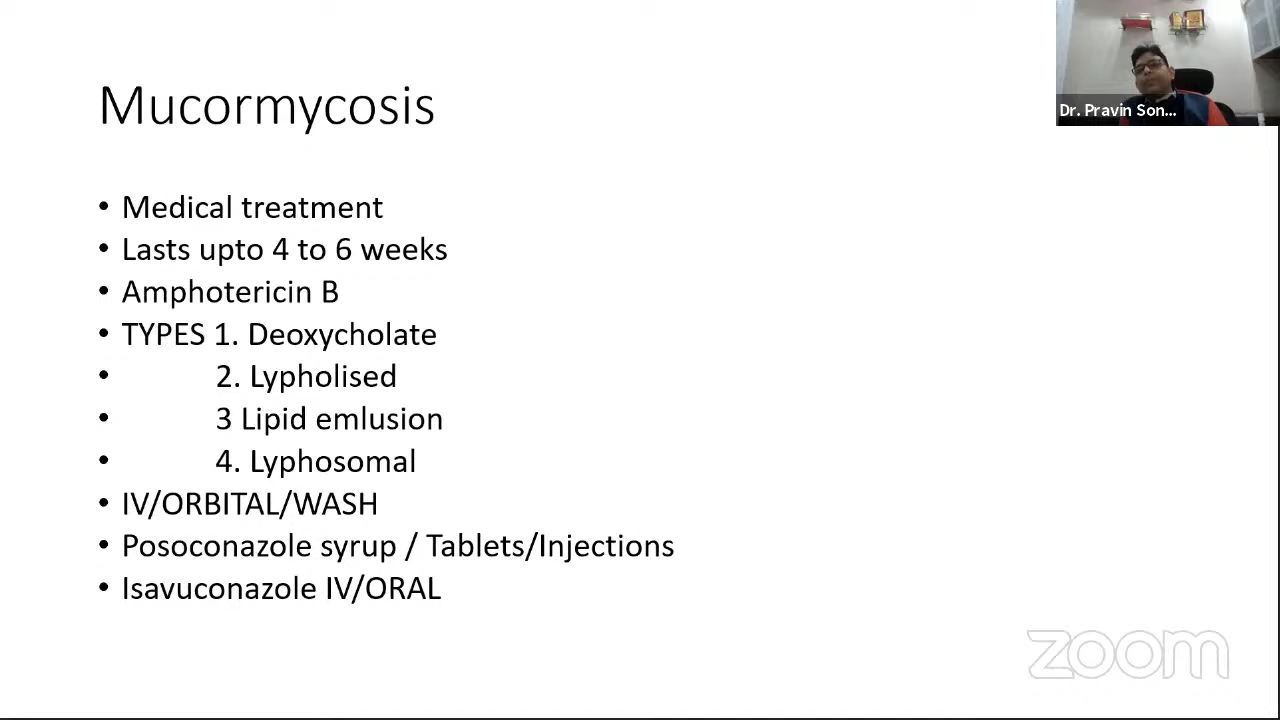 Mucormycosis
Dr. Pravin Son...
• Medical treatment
• Lasts upto 4 to 6 weeks
• Amphotericin B
• TYPES 1. Deoxycholate
• 2. Lypholised
• 3 Lipid emlusion
• 4. Lyphosomal
• IV/ORBITAL/WASH
• Posoconazole syrup / Tablets/Injections
• Isavuconazole IV/ORAL
zoom